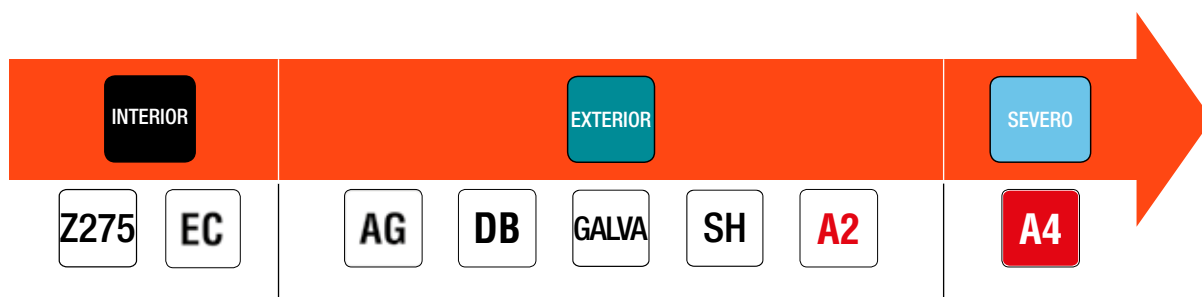 INTERIOR
EXTERIOR
SEVERO
Z275
EC
AG
DB
GALVA
SH
A2
A4